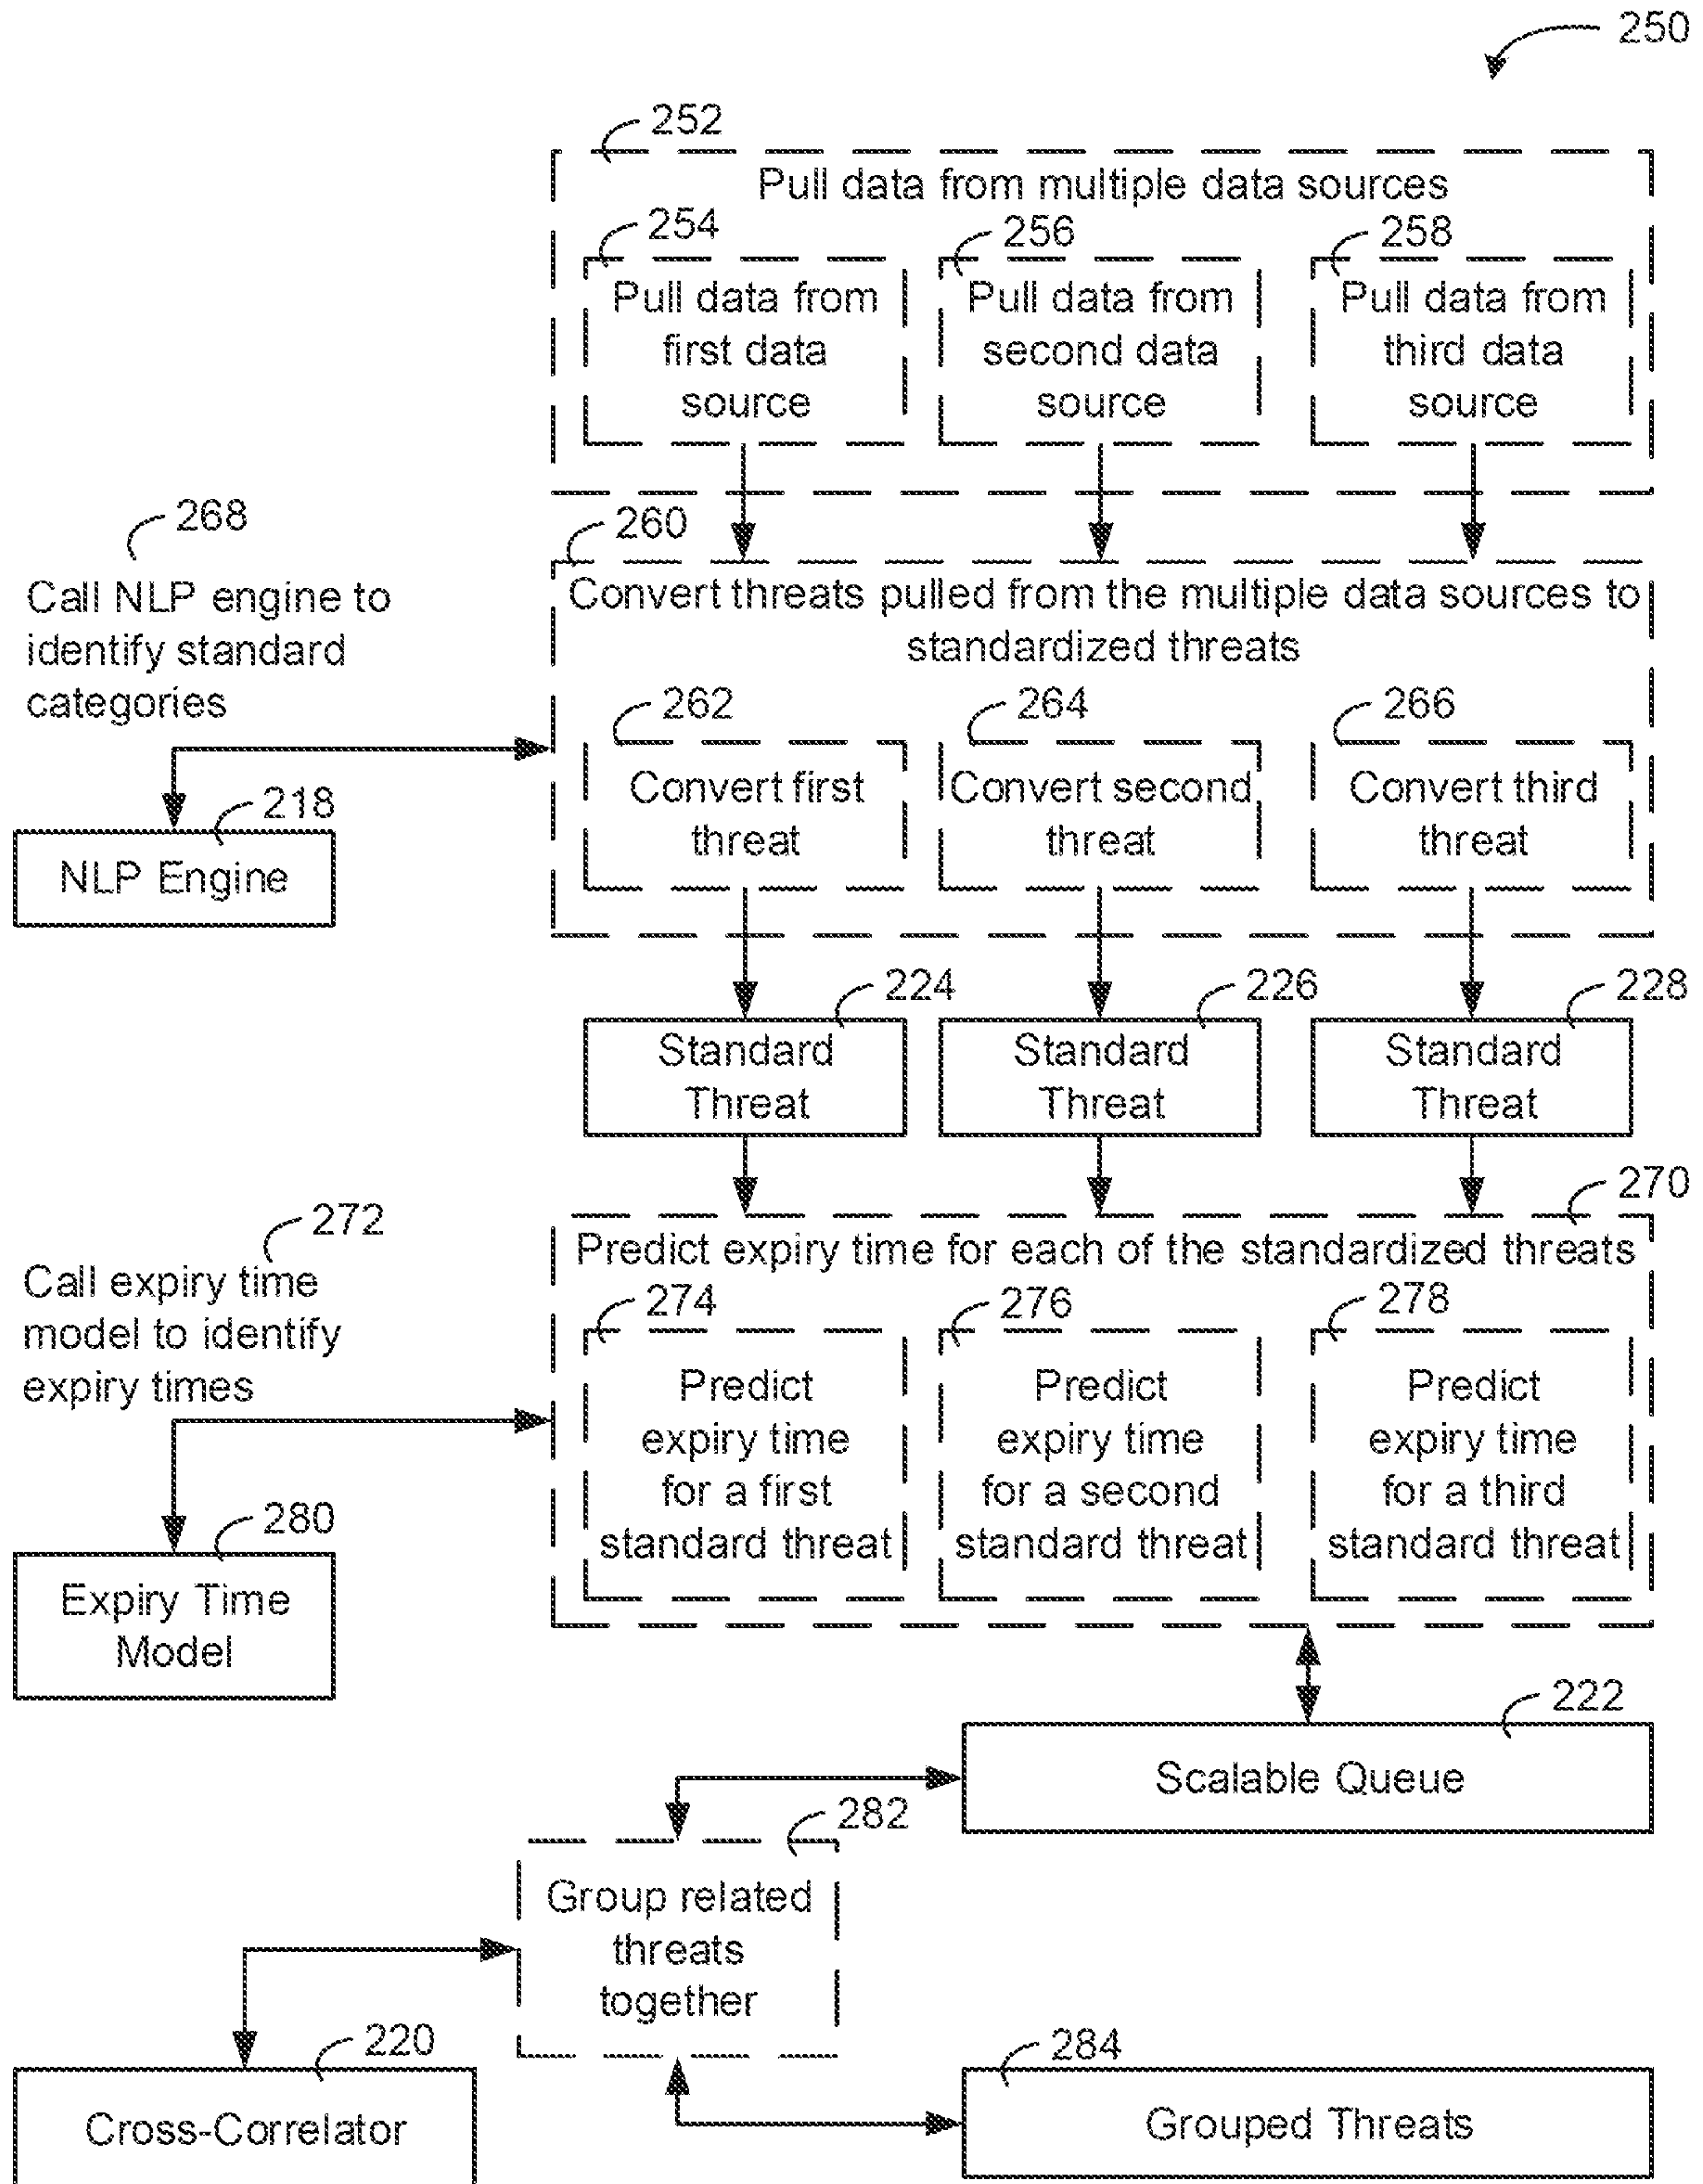 250
252
Pull data from multiple data sources
254
256
258
Pull data from
first data
source
Pull data from
second data
source
Pull data from
third data
source
268
Call NLP engine to
identify standard
categories
218
NLP Engine
260
Convert threats pulled from the multiple data sources to
standardized threats
262
264
266
Convert first
threat
Convert second
threat
Convert third
threat
224
226
228
Standard
Threat
Standard
Threat
Standard
Threat
270
272
Call expiry time
model to identify
expiry times
280
Expiry Time
Model
Predict expiry time for each of the standardized threats
274
276
278
Predict
expiry time
for a first
standard threat
Predict
expiry time
for a second
standard threat
Predict
expiry time
for a third
standard threat
222
Scalable Queue
282
Group related
threats
together
220
Cross-Correlator
284
Grouped Threats